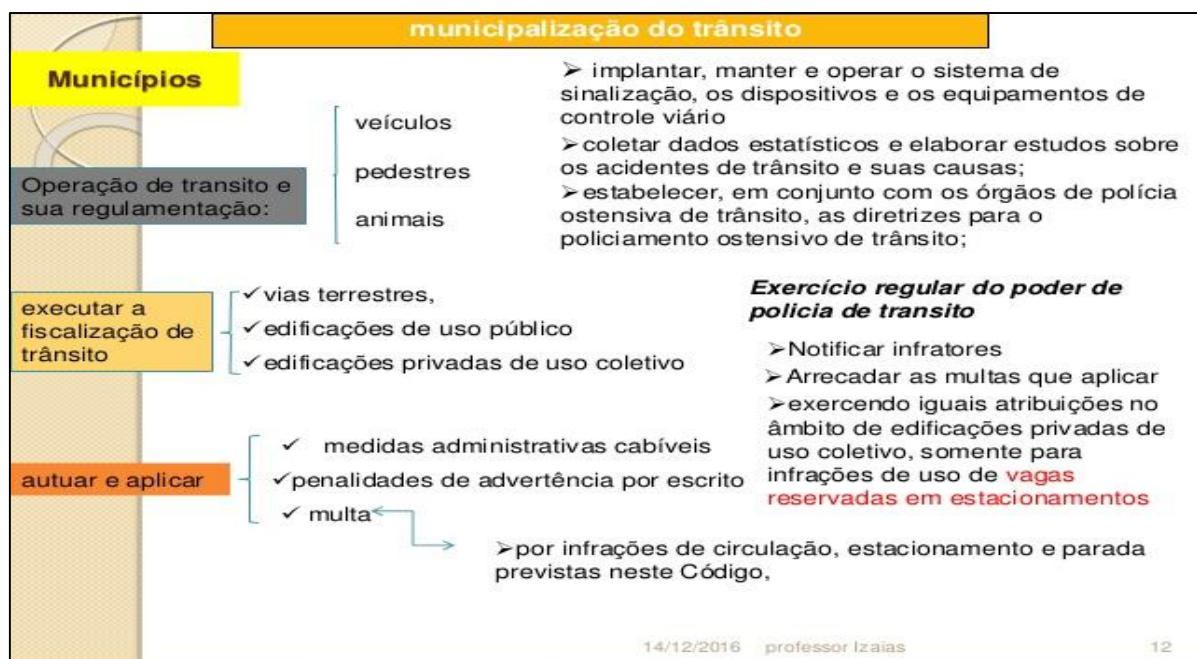 municipalização do trânsito
Municípios
Operação de transito e
sua regulamentação:
veículos
pedestres
animais
➢ implantar, manter e operar o sistema de
sinalização, os dispositivos e os equipamentos de
controle viário
➢coletar dados estatísticos e elaborar estudos sobre
os acidentes de trânsito e suas causas;
➢estabelecer, em conjunto com os órgãos de polícia
ostensiva de trânsito, as diretrizes para o
policiamento ostensivo de trânsito;
executar a
fiscalização de
trânsito
✓vias terrestres,
✓edificações de uso público
✓edificações privadas de uso coletivo
Exercício regular do poder de
policia de transito
➢Notificar infratores
➢Arrecadar as multas que aplicar
➢exercendo iguais atribuições no
âmbito de edificações privadas de
uso coletivo, somente para
infrações de uso de vagas
reservadas em estacionamentos
autuar e aplicar
✓ medidas administrativas cabíveis
✓penalidades de advertência por escrito
✓ multa
➢por infrações de circulação, estacionamento e parada
previstas neste Código,
14/12/2016 professor Izaias 12